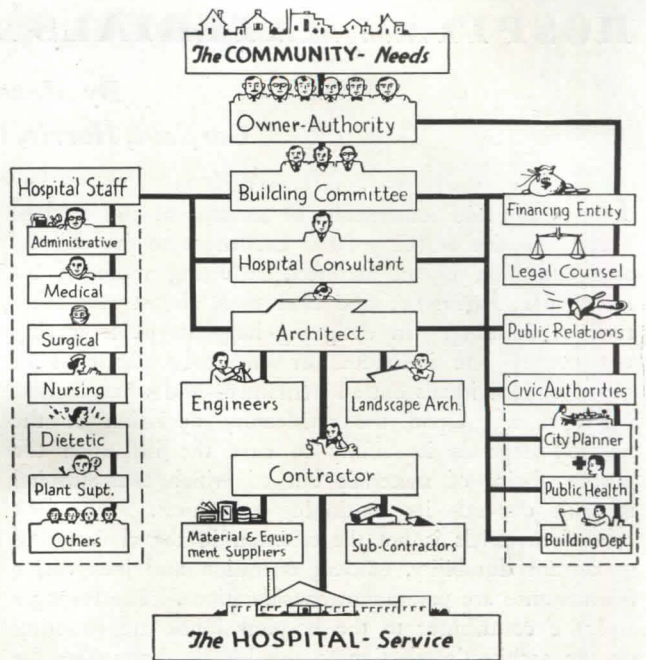 The COMMUNITY- Needs
Owner-Authority
Building Committee
Hospital Consultant
Architect
Engineers
Landscape Arch.
Contractor
Material & Equip-
ment Suppliers
Sub-Contractors
The HOSPITAL- Service
Hospital Staff
Administrative
Medical
Surgical
Nursing
Dietetic
Plant Supt.
Others
Financing Entity
Legal Counsel
Public Relations
Civic Authorities
City Planner
Public Health
Building Dept.